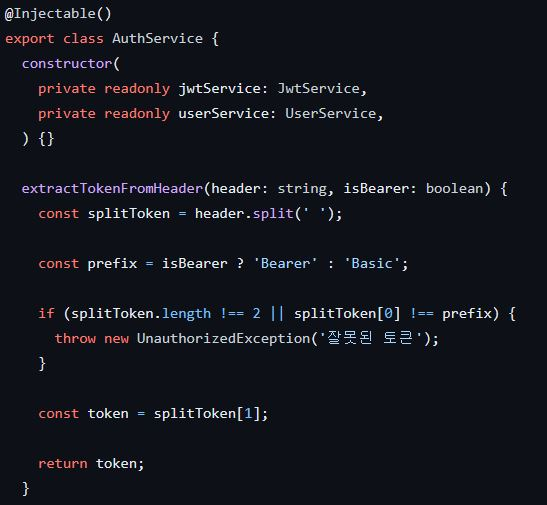 @Injectable()
export class AuthService {
  constructor(
    private readonly jwtService: JwtService,
    private readonly userService: UserService,
  ) {}

  extractTokenFromHeader(header: string, isBearer: boolean) {
    const splitToken = header.split(' ');

    const prefix = isBearer ? 'Bearer' : 'Basic';

    if (splitToken.length !== 2 || splitToken[0] !== prefix) {
      throw new UnauthorizedException('잘못된 토큰');
    }

    const token = splitToken[1];

    return token;
  }